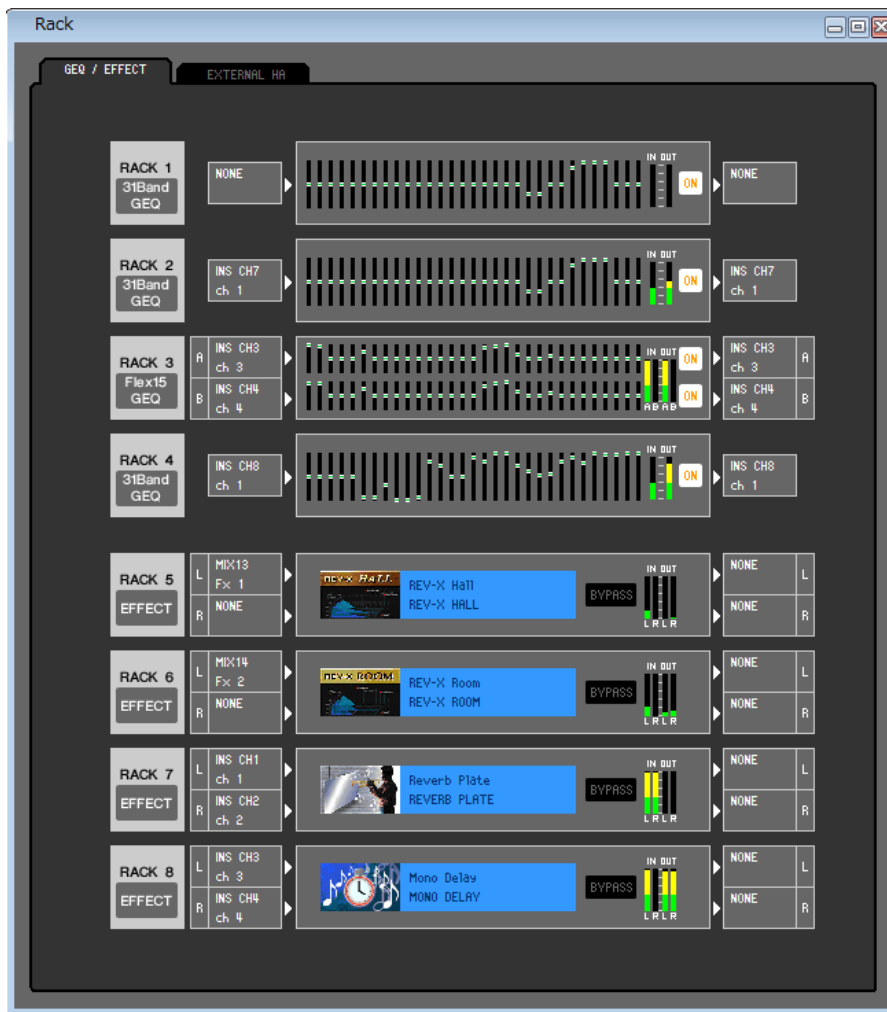 Rack
GEQ / EFFECT
EXTERNAL HA
RACK 1
31Band
GEQ
NONE
IN OUT
ON
NONE
RACK 2
31Band
GEQ
INS CH7
ch 1
IN OUT
ON
INS CH7
ch 1
RACK 3
Flex15
GEQ
A
INS CH3
ch 3
B
INS CH4
ch 4
IN OUT
ON
ON
ABAB
INS CH3
ch 3
A
INS CH4
ch 4
B
RACK 4
31Band
GEQ
INS CH8
ch 1
IN OUT
ON
INS CH8
ch 1
RACK 5
EFFECT
L
MIX13
Fx 1
R
NONE
REV-X HALL
REV-X Hall
REV-X HALL
BYPASS
IN OUT
LRLR
NONE
L
NONE
R
RACK 6
EFFECT
L
MIX14
Fx 2
R
NONE
REV-X ROOM
REV-X Room
REV-X ROOM
BYPASS
IN OUT
LRLR
NONE
L
NONE
R
RACK 7
EFFECT
L
INS CH1
ch 1
R
INS CH2
ch 2
Reverb Plate
REVERB PLATE
BYPASS
IN OUT
LRLR
NONE
L
NONE
R
RACK 8
EFFECT
L
INS CH3
ch 3
R
INS CH4
ch 4
Mono Delay
MONO DELAY
BYPASS
IN OUT
LRLR
NONE
L
NONE
R